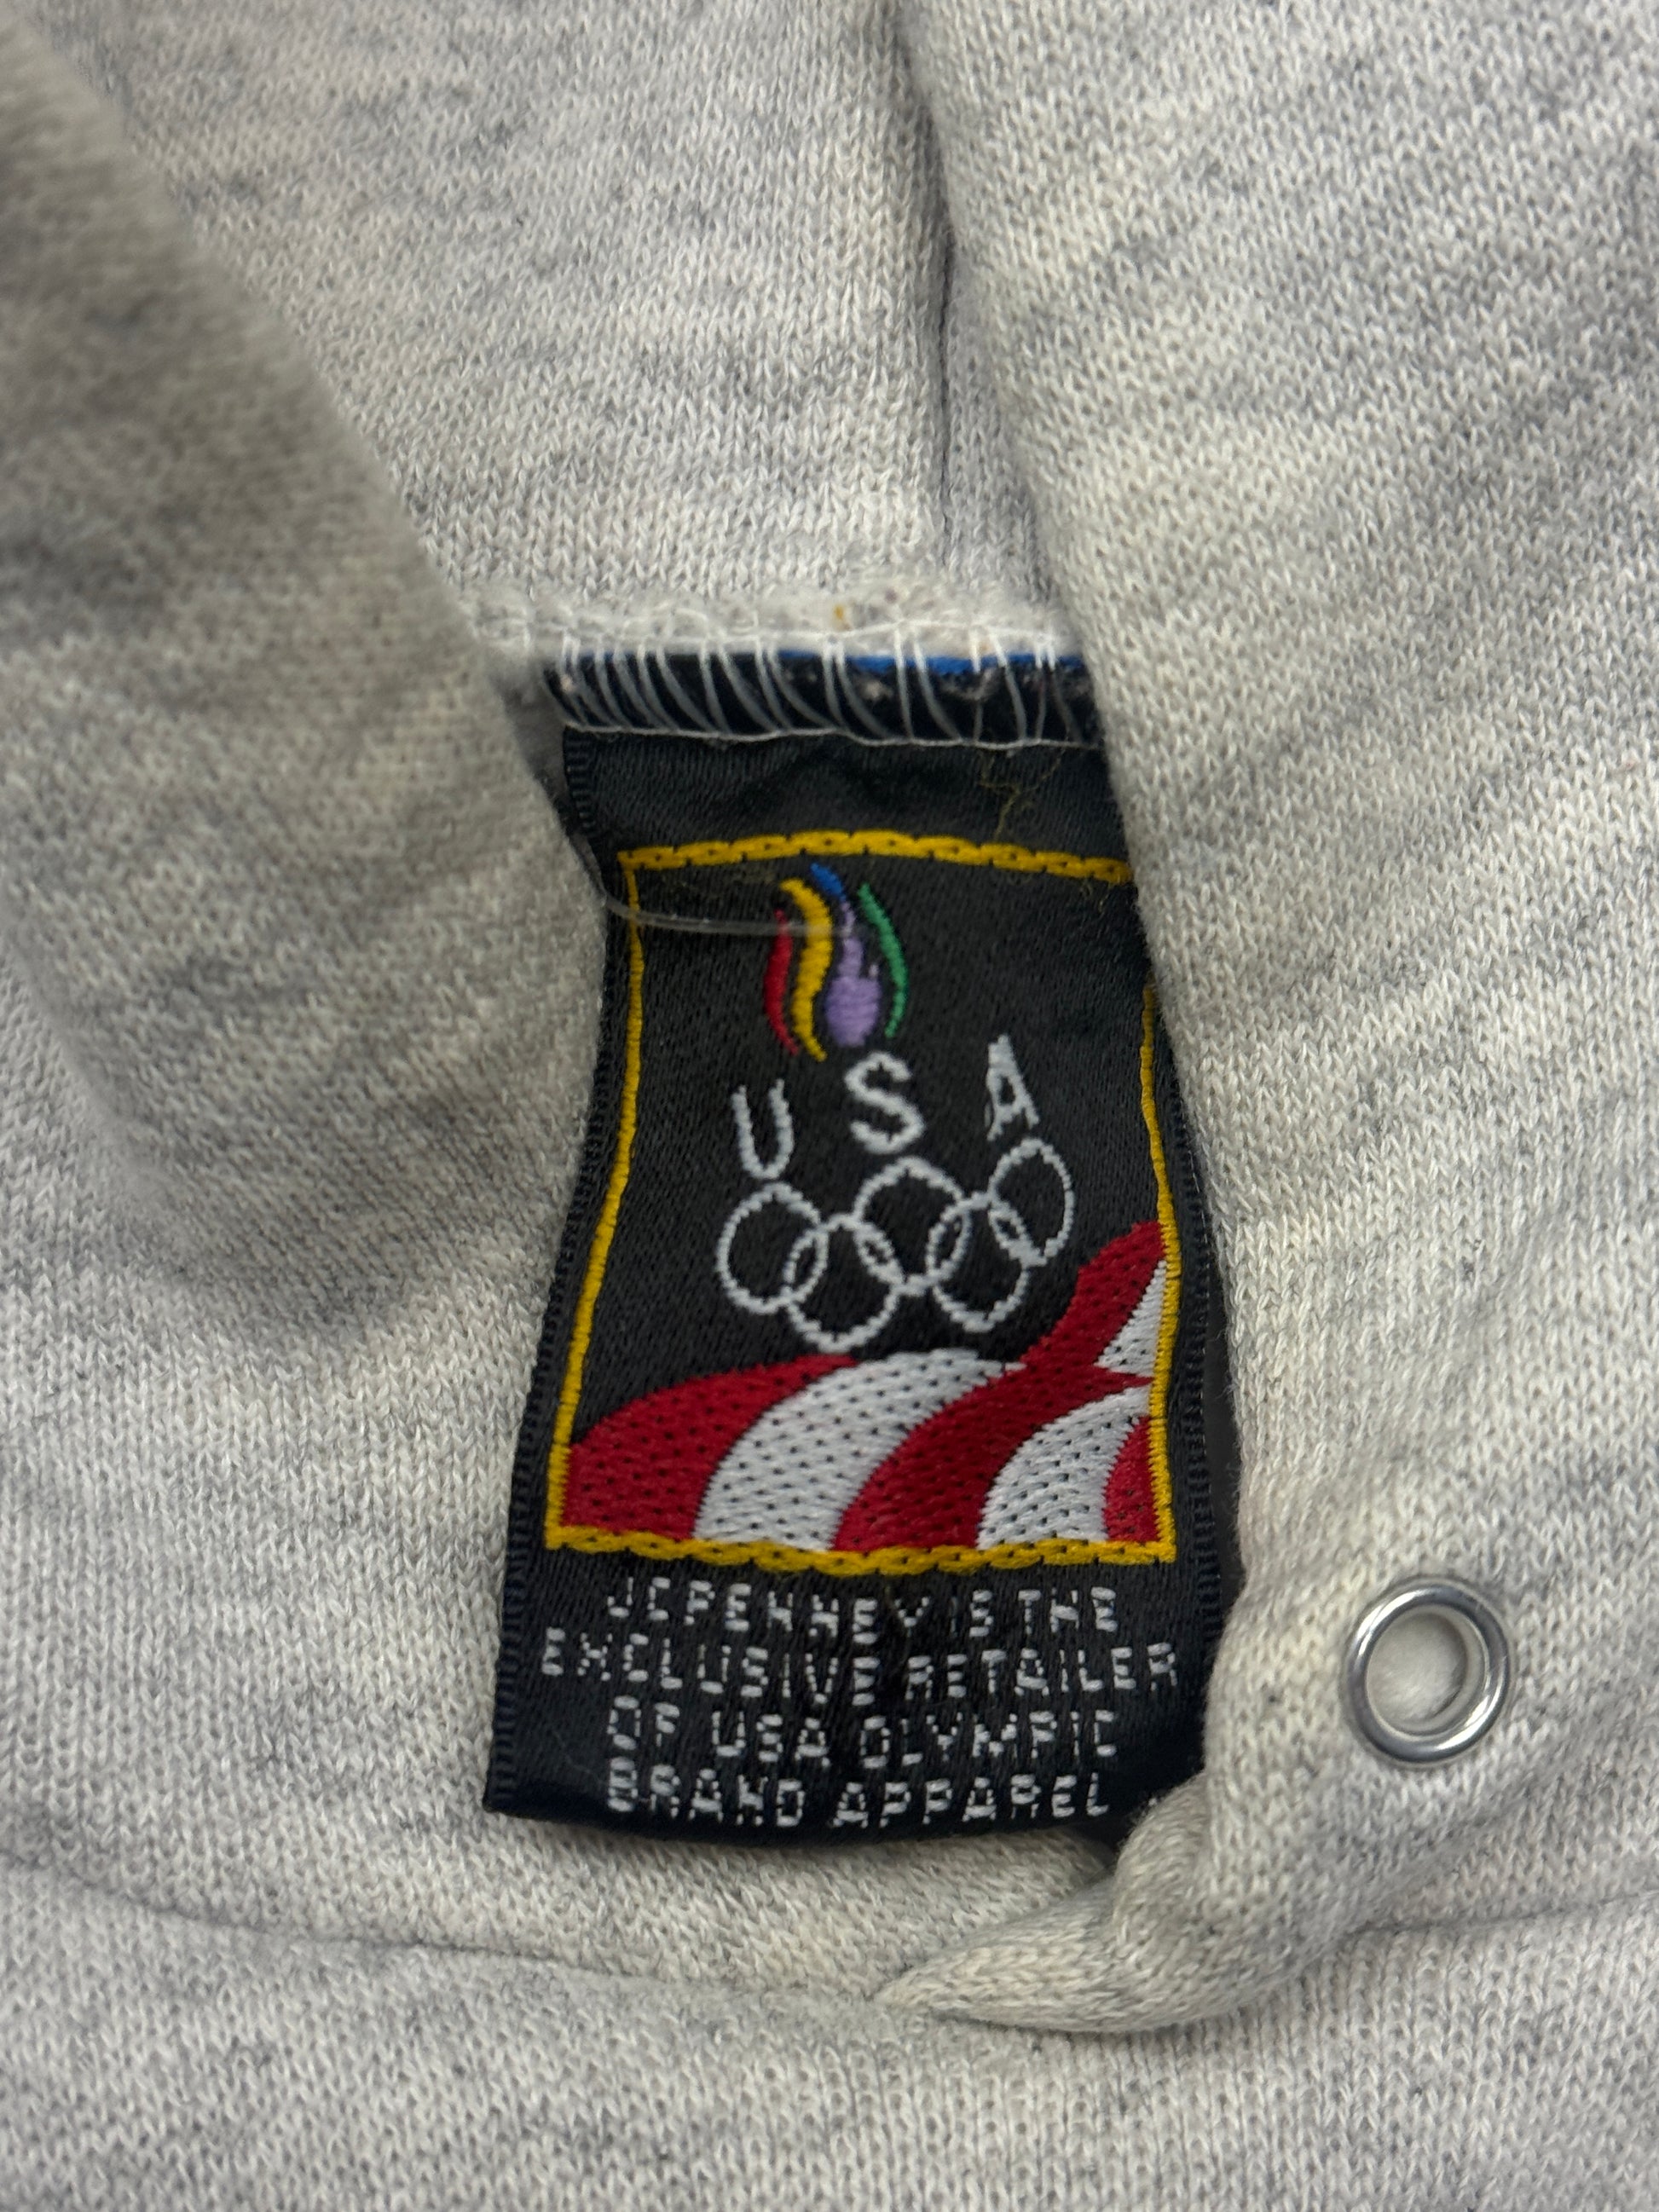 USA
JCPENNEY IS THE
EXCLUSIVE RETAILER
OF USA OLYMPIC
BRAND APPAREL